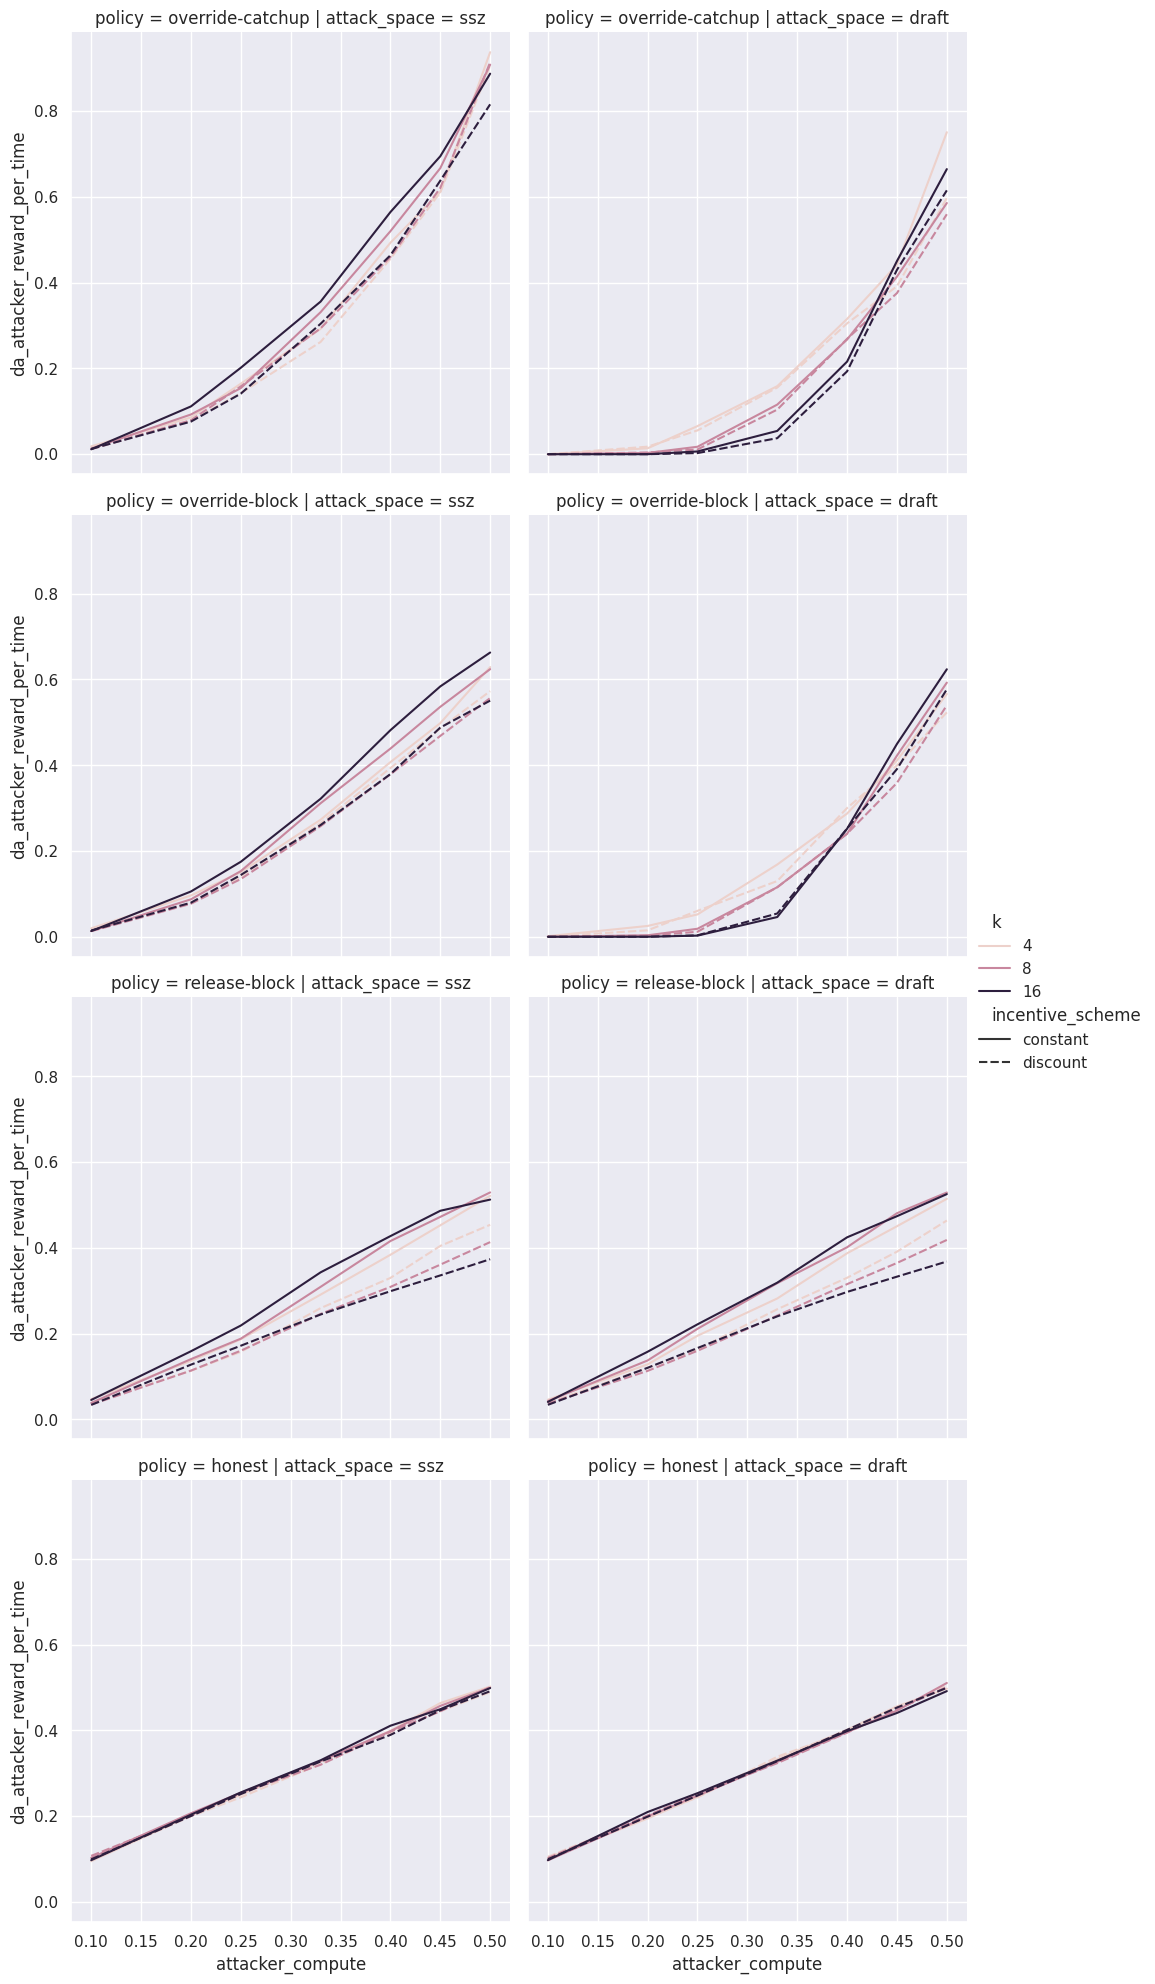 policy = override-catchup | attack_space = ssz
policy = override-catchup | attack_space = draft
da_attacker_reward_per_time
0.8
0.6
0.4
0.2
0.0
policy = override-block | attack_space = ssz
policy = override-block | attack_space = draft
da_attacker_reward_per_time
0.8
0.6
0.4
0.2
0.0
k
4
8
16
incentive_scheme
constant
discount
policy = release-block | attack_space = ssz
policy = release-block | attack_space = draft
da_attacker_reward_per_time
0.8
0.6
0.4
0.2
0.0
policy = honest | attack_space = ssz
policy = honest | attack_space = draft
da_attacker_reward_per_time
0.8
0.6
0.4
0.2
0.0
0.10 0.15 0.20 0.25 0.30 0.35 0.40 0.45 0.50
attacker_compute
0.10 0.15 0.20 0.25 0.30 0.35 0.40 0.45 0.50
attacker_compute